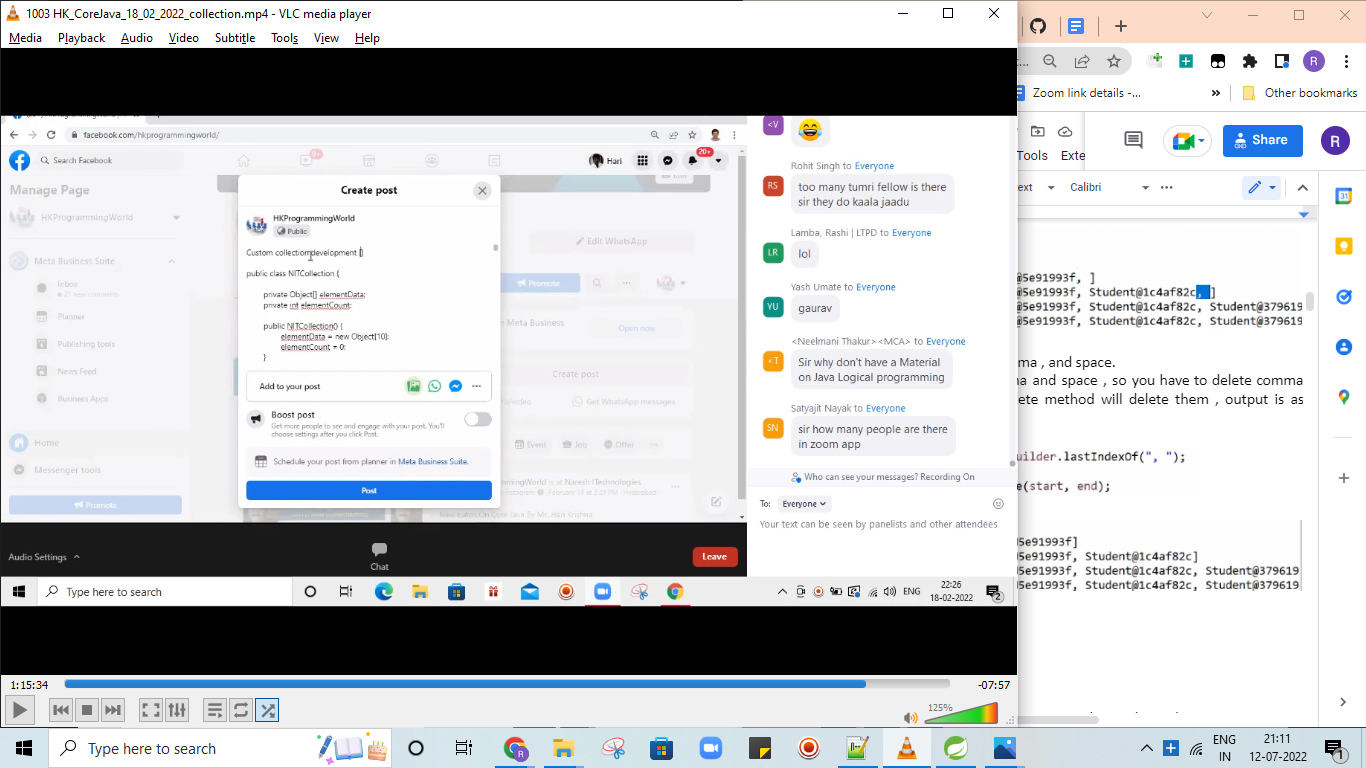 1003 HK_CoreJava_18_02_2022_collection.mp4 - VLC media player
Media Playback Audio Video Subtitle Tools View Help
facebook.com/hkprogrammingworld/
Search Facebook
9+
Hari
20+
Manage Page
HKProgrammingWorld
Meta Business Suite
Inbox
21 new comments
Planner
Publishing tools
News Feed
Business Apps
Home
Messenger tools
Promote
Edit WhatsApp
Promote
Meta Business
Open now
Create post
Get WhatsApp messages
Event
Job
Offer
is at Naresh iTechnologies.
Create post
HKProgrammingWorld
Public
Custom collection development []
public class NITCollection {
private Object[] elementData;
private int elementCount;
public NITCollection() {
elementData = new Object[10];
elementCount = 0;
}
Add to your post
Boost post
Get more people to see and engage with your post. You'll
choose settings after you click Post.
Schedule your post from planner in Meta Business Suite.
Post
<V
Rohit Singh to Everyone
RS
too many tumri fellow is there
sir they do kaala jaadu
Lamba, Rashi | LTPD to Everyone
LR
lol
Yash Umate to Everyone
YU
gaurav
<Neelmani Thakur><MCA> to Everyone
<T
Sir why don't have a Material
on Java Logical programming
Satyajit Nayak to Everyone
SN
sir how many people are there
in zoom app
Who can see your messages? Recording On
To: Everyone
Your text can be seen by panelists and other attendees
Audio Settings
Chat
Leave
Type here to search
ENG
22:26
18-02-2022
2
1:15:34
-07:57
125%
R
Zoom link details -...
»
Other bookmarks
Share
R
Tools Exte
ext
Calibri
31
@5e91993f, ]
@5e91993f, Student@1c4af82c, ]
@5e91993f, Student@1c4af82c, Student@379619
ma , and space.
na and space , so you have to delete comma
ete method will delete them , output is as
uilder.lastIndexOf(", ");
e(start, end);
@5e91993f]
@5e91993f, Student@1c4af82c]
@5e91993f, Student@1c4af82c, Student@379619
@5e91993f, Student@1c4af82c, Student@379619
Type here to search
R
ENG
IN
21:11
12-07-2022
1